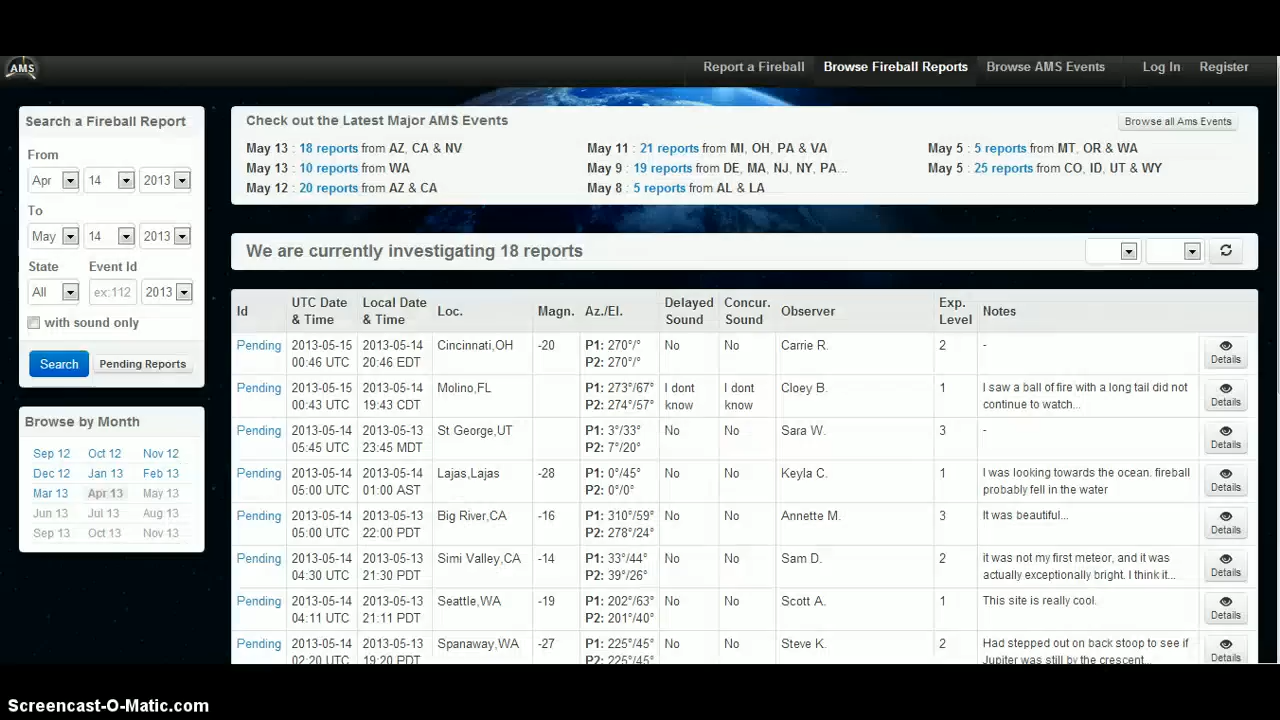 AMS
Report a Fireball Browse Fireball Reports Browse AMS Events Log In Register
Search a Fireball Report
From
Apr 14 2013
To
May 14 2013
State Event Id
All ex:112 2013
with sound only
Search Pending Reports
Browse by Month
Sep 12 Oct 12 Nov 12
Dec 12 Jan 13 Feb 13
Mar 13 Apr 13 May 13
Jun 13 Jul 13 Aug 13
Sep 13 Oct 13 Nov 13
Check out the Latest Major AMS Events
Browse all Ams Events
May 13 : 18 reports from AZ, CA & NV
May 13 : 10 reports from WA
May 12 : 20 reports from AZ & CA
May 11 : 21 reports from MI, OH, PA & VA
May 9 : 19 reports from DE, MA, NJ, NY, PA...
May 8 : 5 reports from AL & LA
May 5 : 5 reports from MT, OR & WA
May 5 : 25 reports from CO, ID, UT & WY
We are currently investigating 18 reports
Id UTC Date Local Date Loc. Magn. Az./El. Delayed Concur. Observer Exp. Notes
& Time & Time Sound Sound Level
Pending 2013-05-15 2013-05-14 Cincinnati,OH -20 P1: 270°/° No No Carrie R. 2 -
00:46 UTC 20:46 EDT P2: 270°/° Details
Pending 2013-05-15 2013-05-14 Molino,FL P1: 273°/67° I dont I dont Cloey B. 1 I saw a ball of fire with a long tail did not
00:43 UTC 19:43 CDT P2: 274°/57° know know continue to watch... Details
Pending 2013-05-14 2013-05-13 St George,UT P1: 3°/33° No No Sara W. 3 -
05:45 UTC 23:45 MDT P2: 7°/20° Details
Pending 2013-05-14 2013-05-14 Lajas,Lajas -28 P1: 0°/45° No No Keyla C. 1 I was looking towards the ocean. fireball
05:00 UTC 01:00 AST P2: 0°/0° probably fell in the water Details
Pending 2013-05-14 2013-05-13 Big River,CA -16 P1: 310°/59° No No Annette M. 3 It was beautiful...
05:00 UTC 22:00 PDT P2: 278°/24° Details
Pending 2013-05-14 2013-05-13 Simi Valley,CA -14 P1: 33°/44° No No Sam D. 2 it was not my first meteor, and it was
04:30 UTC 21:30 PDT P2: 39°/26° actually exceptionally bright. I think it... Details
Pending 2013-05-14 2013-05-13 Seattle,WA -19 P1: 202°/63° No No Scott A. 1 This site is really cool.
04:11 UTC 21:11 PDT P2: 201°/40° Details
Pending 2013-05-14 2013-05-13 Spanaway,WA -27 P1: 225°/45° No No Steve K. 2 Had stepped out on back stoop to see if
02:20 UTC 19:20 PDT P2: 225°/45° Jupiter was still by the crescent... Details
Screencast-O-Matic.com